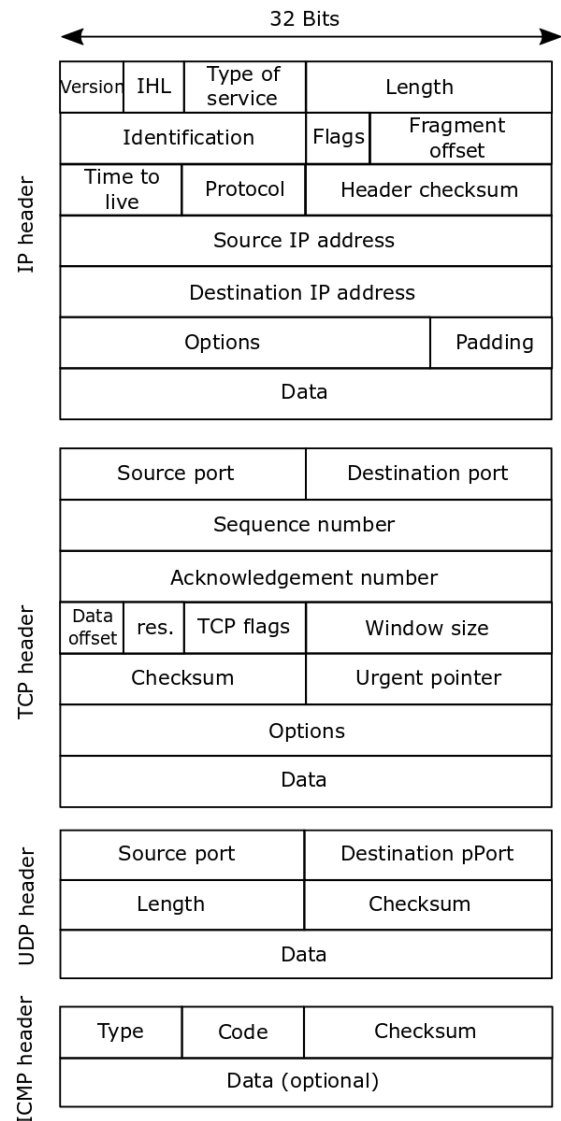 32 Bits
IP header
Version IHL Type of service Length
Identification Flags Fragment offset
Time to live Protocol Header checksum
Source IP address
Destination IP address
Options Padding
Data
TCP header
Source port Destination port
Sequence number
Acknowledgement number
Data offset res. TCP flags Window size
Checksum Urgent pointer
Options
Data
UDP header
Source port Destination pPort
Length Checksum
Data
ICMP header
Type Code Checksum
Data (optional)